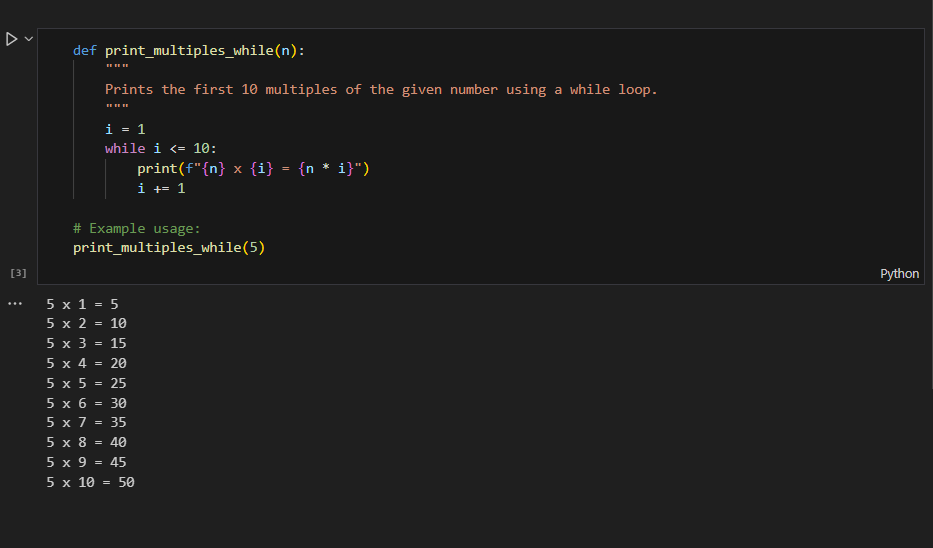 def print_multiples_while(n):
    """
    Prints the first 10 multiples of the given number using a while loop.
    """
    i = 1
    while i <= 10:
        print(f"{n} x {i} = {n * i}")
        i += 1

# Example usage:
print_multiples_while(5)
[3]
Python
...
5 x 1 = 5
5 x 2 = 10
5 x 3 = 15
5 x 4 = 20
5 x 5 = 25
5 x 6 = 30
5 x 7 = 35
5 x 8 = 40
5 x 9 = 45
5 x 10 = 50